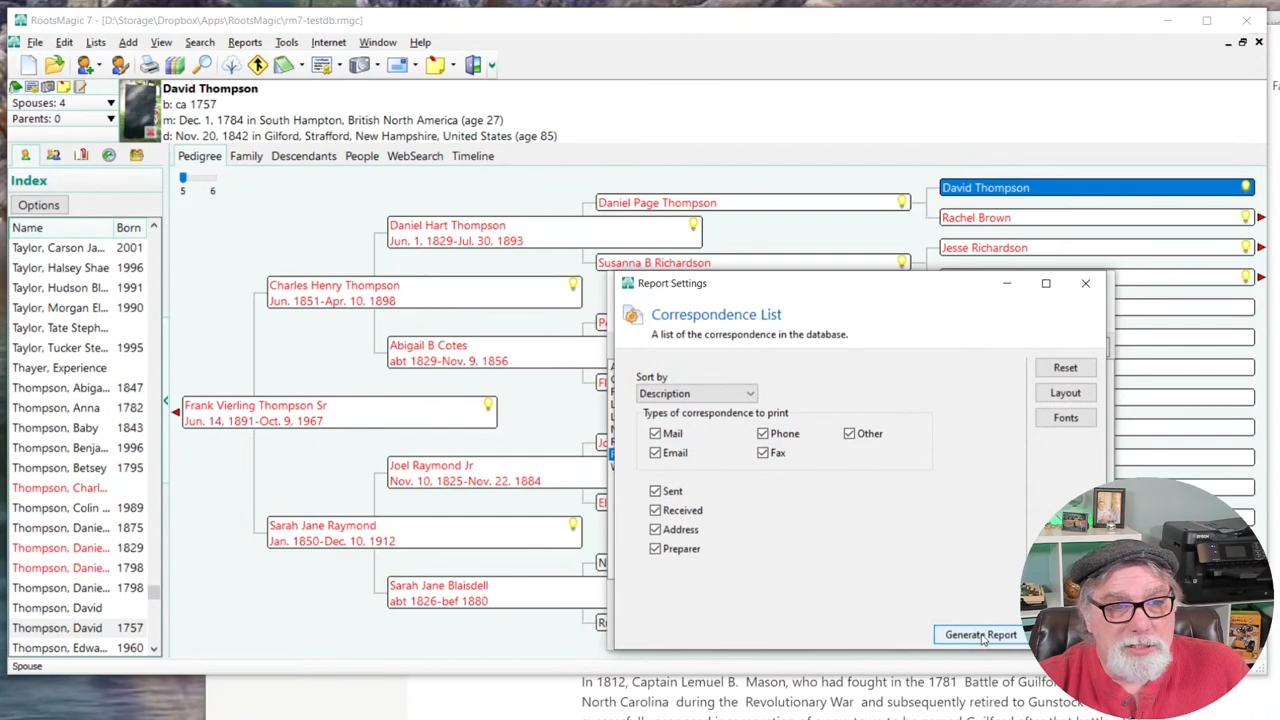 RootsMagic 7 - [D:\Storage\Dropbox\Apps\RootsMagic\rm7-testdb.rmgc]
File Edit Lists Add View Search Reports Tools Internet Window Help
David Thompson
Spouses: 4
b: ca 1757
Parents: 0
m: Dec. 1, 1784 in South Hampton, British North America (age 27)
d: Nov. 20, 1842 in Gilford, Strafford, New Hampshire, United States (age 85)
Pedigree Family Descendants People WebSearch Timeline
Index
5 6
Options
Name Born
Taylor, Carson Ja... 2001
Taylor, Halsey Shae 1996
Taylor, Hudson Bl... 1991
Taylor, Morgan El... 1990
Taylor, Tate Steph...
Taylor, Tucker Ste... 1995
Thayer, Experience
Thompson, Abiga... 1847
Thompson, Anna 1782
Thompson, Baby 1843
Thompson, Benja... 1996
Thompson, Betsey 1795
Thompson, Charl...
Thompson, Colin ... 1989
Thompson, Danie... 1875
Thompson, Danie... 1829
Thompson, Danie... 1798
Thompson, Danie... 1798
Thompson, David
Thompson, David 1757
Thompson, Edwa... 1960
Spouse
Frank Vierling Thompson Sr
Jun. 14, 1891-Oct. 9, 1967
Charles Henry Thompson
Jun. 1851-Apr. 10, 1898
Sarah Jane Raymond
Jan. 1850-Dec. 10, 1912
Daniel Hart Thompson
Jun. 1, 1829-Jul. 30, 1893
Abigail B Cotes
abt 1829-Nov. 9, 1856
Joel Raymond Jr
Nov. 10, 1825-Nov. 22, 1884
Sarah Jane Blaisdell
abt 1826-bef 1880
Daniel Page Thompson
Susanna B Richardson
David Thompson
Rachel Brown
Jesse Richardson
Report Settings
Correspondence List
A list of the correspondence in the database.
Sort by
Description
Types of correspondence to print
Mail Phone Other
Email Fax
Sent
Received
Address
Preparer
Reset
Layout
Fonts
Generate Report
In 1812, Captain Lemuel B. Mason, who had fought in the 1781 Battle of Guilfo
North Carolina during the Revolutionary War and subsequently retired to Gunstock